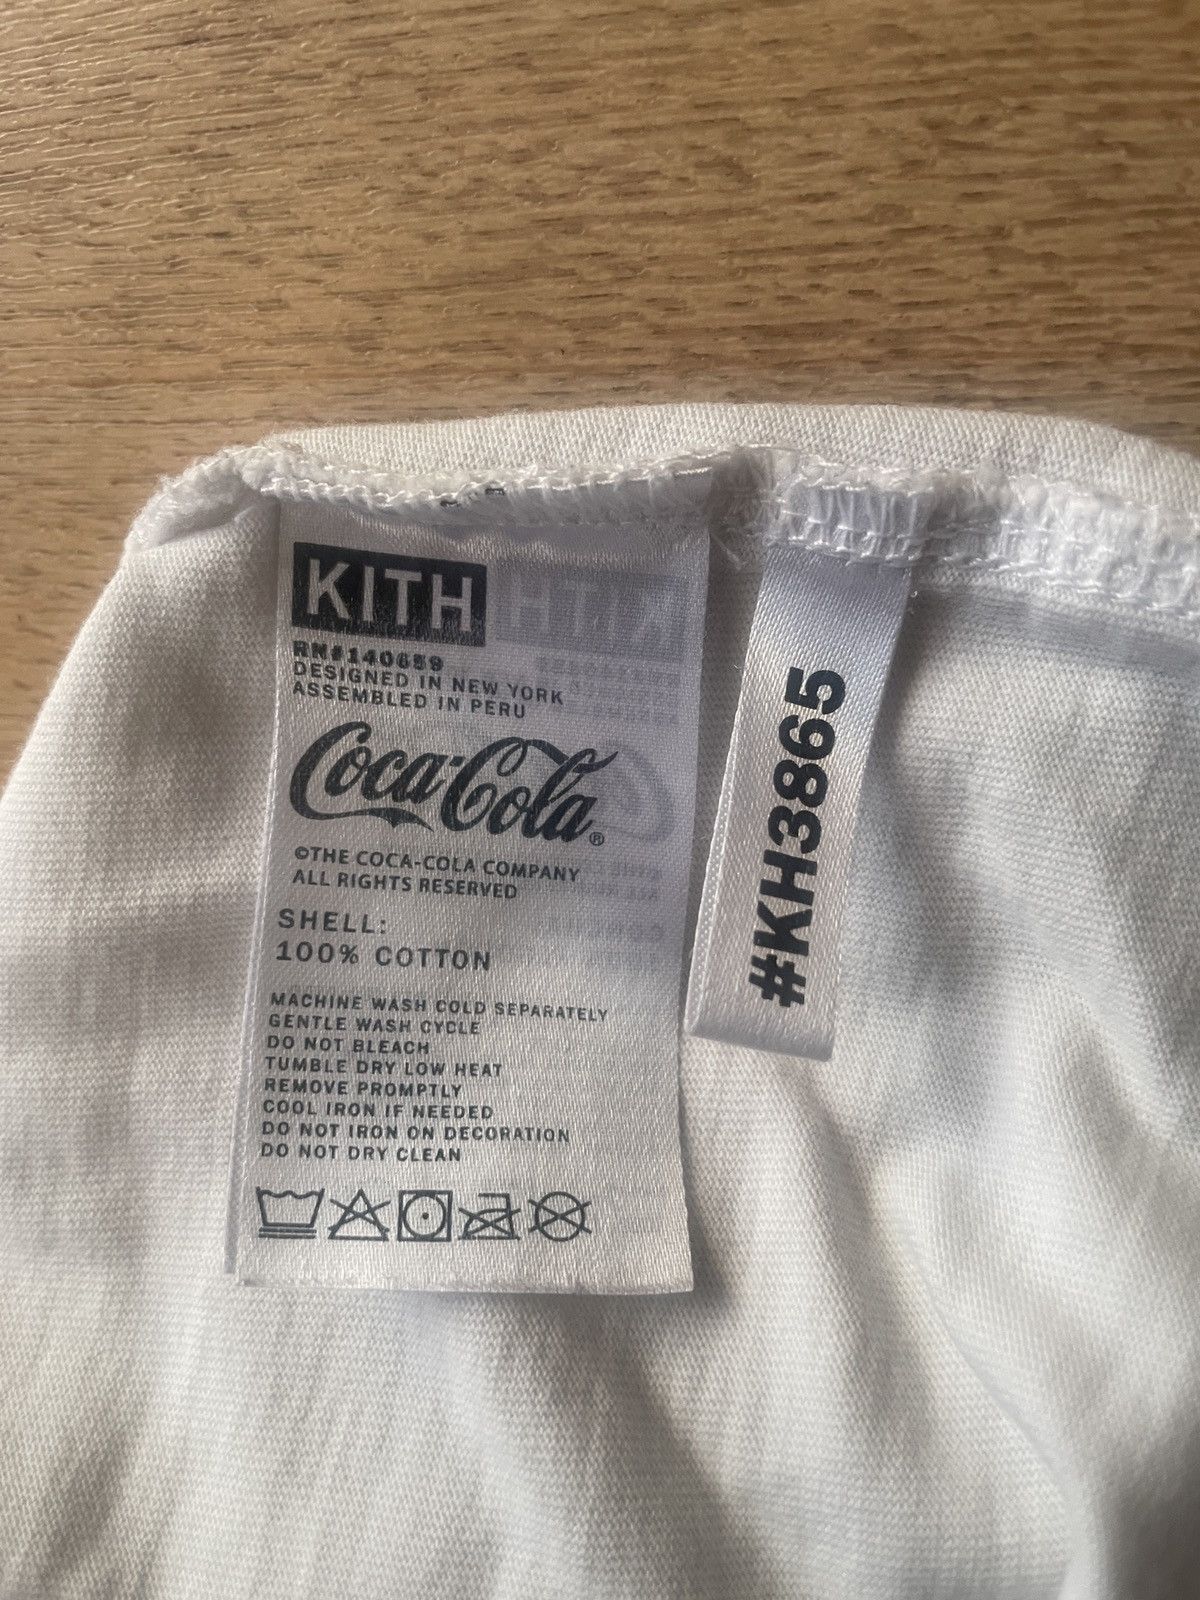 KITH
RN#140659
DESIGNED IN NEW YORK
ASSEMBLED IN PERU
Coca-Cola®
©THE COCA-COLA COMPANY
ALL RIGHTS RESERVED
SHELL:
100% COTTON
MACHINE WASH COLD SEPARATELY
GENTLE WASH CYCLE
DO NOT BLEACH
TUMBLE DRY LOW HEAT
REMOVE PROMPTLY
COOL IRON IF NEEDED
DO NOT IRON ON DECORATION
DO NOT DRY CLEAN
#KH3865